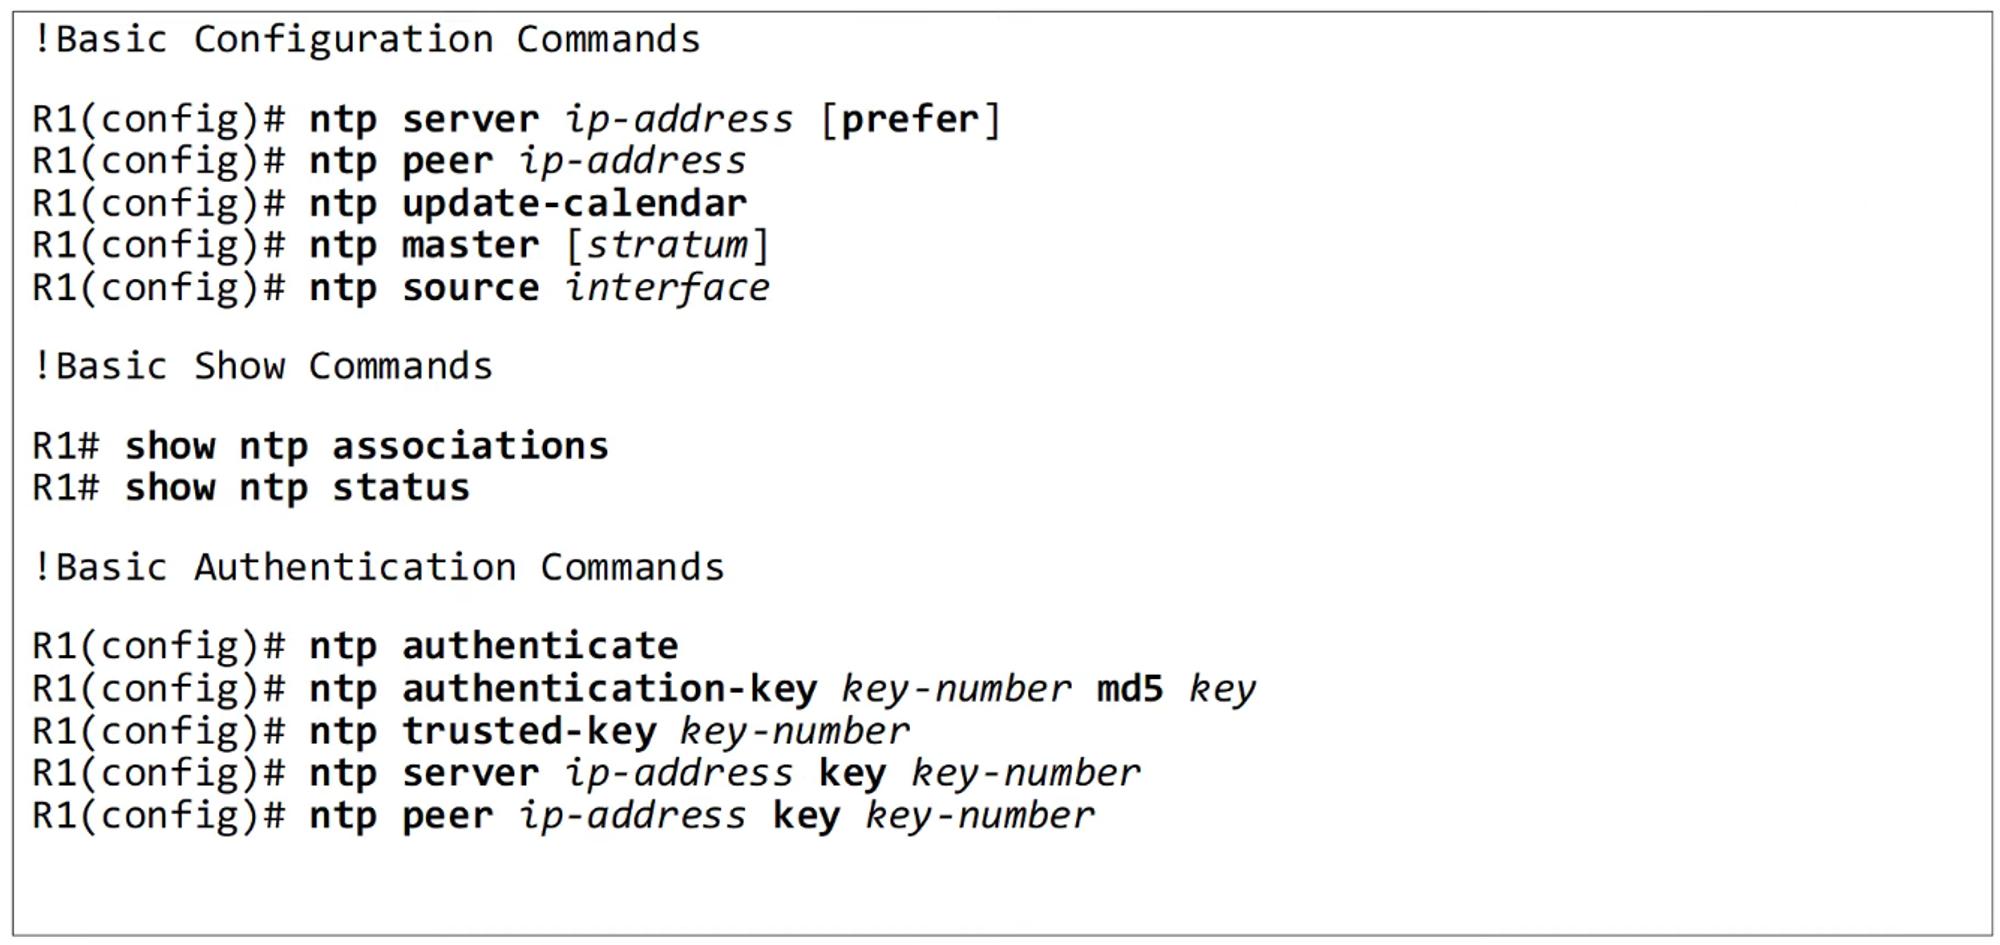 !Basic Configuration Commands
R1(config)# ntp server ip-address [prefer]
R1(config)# ntp peer ip-address
R1(config)# ntp update-calendar
R1(config)# ntp master [stratum]
R1(config)# ntp source interface
!Basic Show Commands
R1# show ntp associations
R1# show ntp status
!Basic Authentication Commands
R1(config)# ntp authenticate
R1(config)# ntp authentication-key key-number md5 key
R1(config)# ntp trusted-key key-number
R1(config)# ntp server ip-address key key-number
R1(config)# ntp peer ip-address key key-number